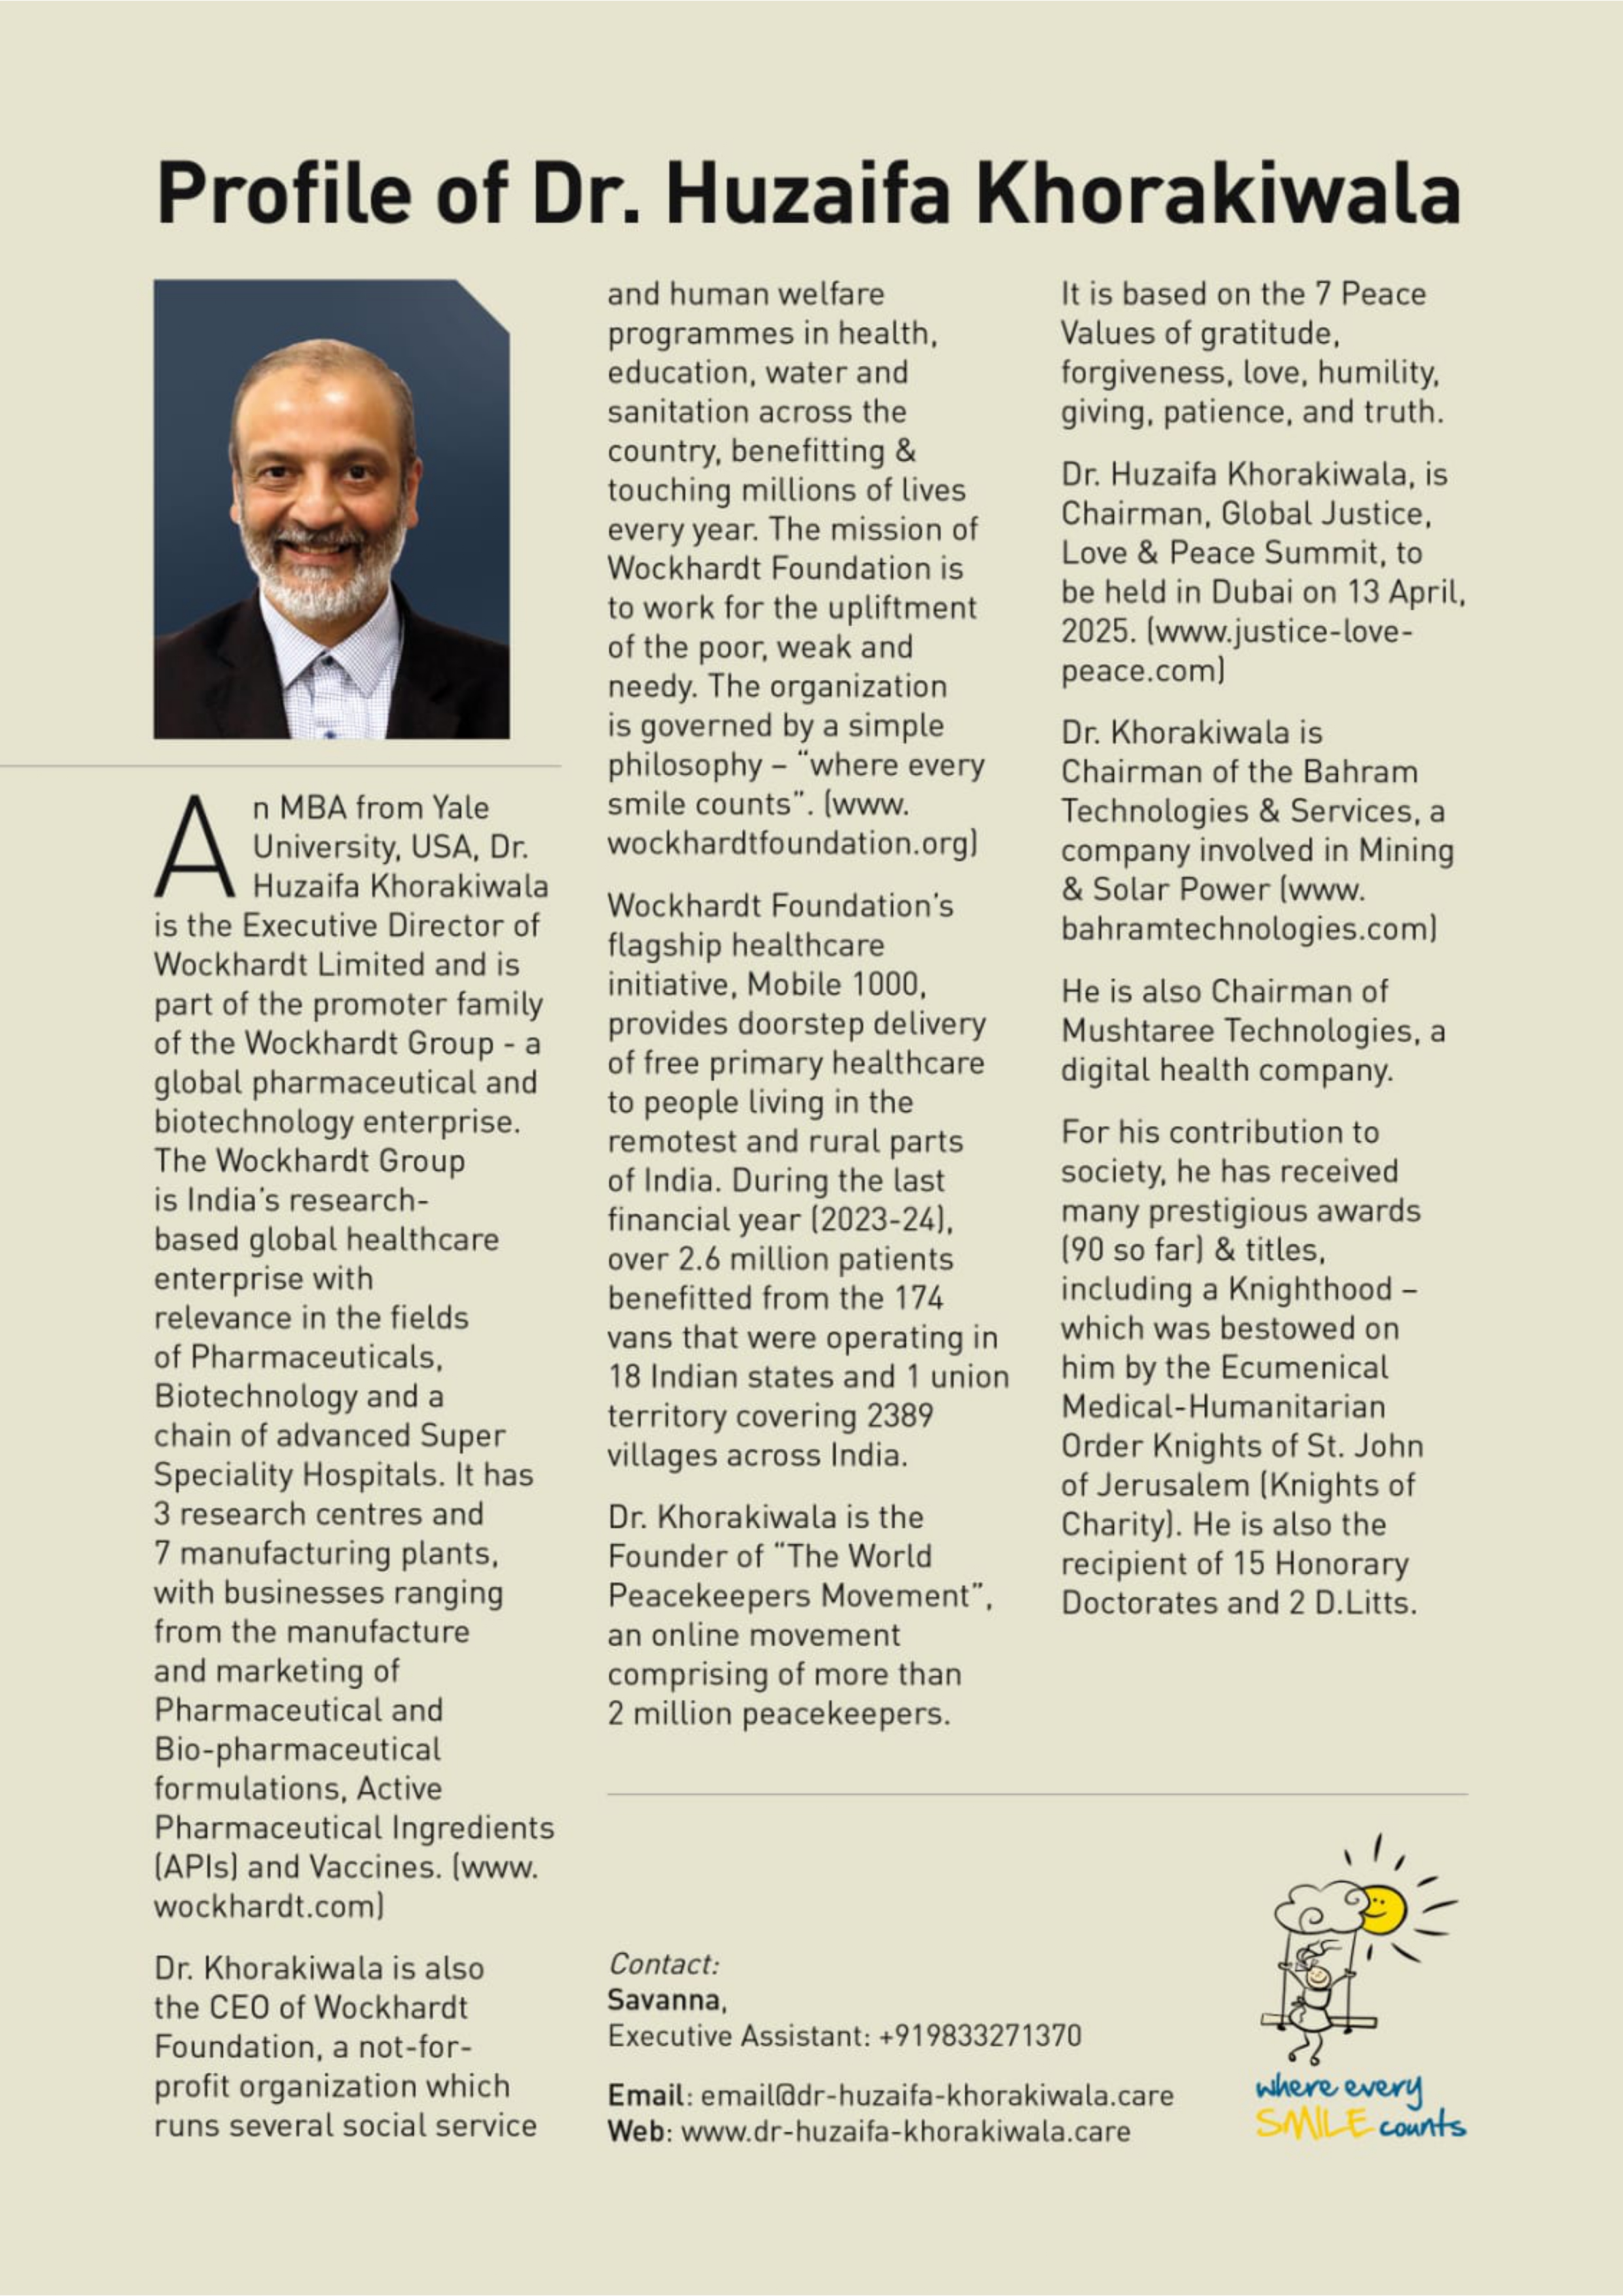 Profile of Dr. Huzaifa Khorakiwala
An MBA from Yale
University, USA, Dr.
Huzaifa Khorakiwala
is the Executive Director of
Wockhardt Limited and is
part of the promoter family
of the Wockhardt Group - a
global pharmaceutical and
biotechnology enterprise.
The Wockhardt Group
is India's research-
based global healthcare
enterprise with
relevance in the fields
of Pharmaceuticals,
Biotechnology and a
chain of advanced Super
Speciality Hospitals. It has
3 research centres and
7 manufacturing plants,
with businesses ranging
from the manufacture
and marketing of
Pharmaceutical and
Bio-pharmaceutical
formulations, Active
Pharmaceutical Ingredients
(APIs) and Vaccines. (www.
wockhardt.com)
Dr. Khorakiwala is also
the CEO of Wockhardt
Foundation, a not-for-
profit organization which
runs several social service
and human welfare
programmes in health,
education, water and
sanitation across the
country, benefitting &
touching millions of lives
every year. The mission of
Wockhardt Foundation is
to work for the upliftment
of the poor, weak and
needy. The organization
is governed by a simple
philosophy – “where every
smile counts”. (www.
wockhardtfoundation.org)
Wockhardt Foundation's
flagship healthcare
initiative, Mobile 1000,
provides doorstep delivery
of free primary healthcare
to people living in the
remotest and rural parts
of India. During the last
financial year (2023-24),
over 2.6 million patients
benefitted from the 174
vans that were operating in
18 Indian states and 1 union
territory covering 2389
villages across India.
Dr. Khorakiwala is the
Founder of “The World
Peacekeepers Movement”,
an online movement
comprising of more than
2 million peacekeepers.
It is based on the 7 Peace
Values of gratitude,
forgiveness, love, humility,
giving, patience, and truth.
Dr. Huzaifa Khorakiwala, is
Chairman, Global Justice,
Love & Peace Summit, to
be held in Dubai on 13 April,
2025. (www.justice-love-
peace.com)
Dr. Khorakiwala is
Chairman of the Bahram
Technologies & Services, a
company involved in Mining
& Solar Power (www.
bahramtechnologies.com)
He is also Chairman of
Mushtaree Technologies, a
digital health company.
For his contribution to
society, he has received
many prestigious awards
(90 so far) & titles,
including a Knighthood –
which was bestowed on
him by the Ecumenical
Medical-Humanitarian
Order Knights of St. John
of Jerusalem (Knights of
Charity). He is also the
recipient of 15 Honorary
Doctorates and 2 D.Litts.
Contact:
Savanna,
Executive Assistant: +919833271370
Email: email@dr-huzaifa-khorakiwala.care
Web: www.dr-huzaifa-khorakiwala.care
where every
SMILE counts